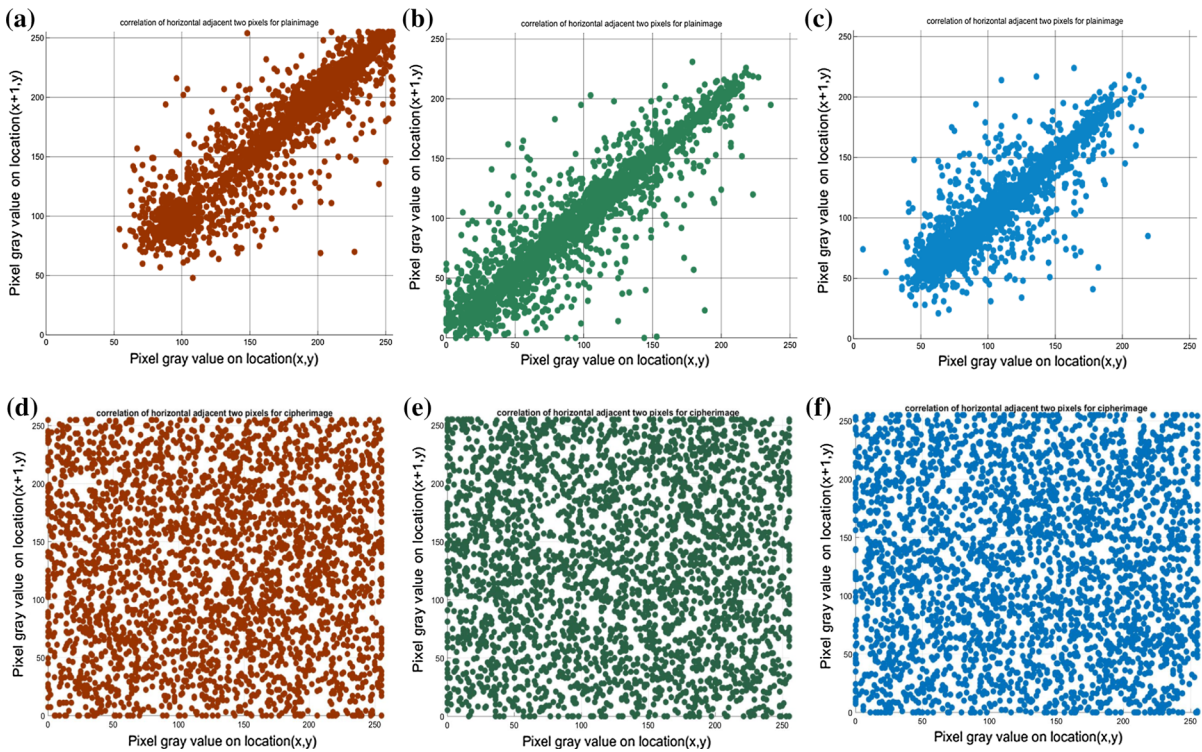 (a)
correlation of horizontal adjacent two pixels for plainimage
Pixel gray value on location(x+1,y)
250
200
150
100
50
0
0 50 100 150 200 250
Pixel gray value on location(x,y)
(b)
correlation of horizontal adjacent two pixels for plainimage
Pixel gray value on location(x+1,y)
250
200
150
100
50
0
0 50 100 150 200 250
Pixel gray value on location(x,y)
(c)
correlation of horizontal adjacent two pixels for plainimage
Pixel gray value on location(x+1,y)
250
200
150
100
50
0
0 50 100 150 200 250
Pixel gray value on location(x,y)
(d)
correlation of horizontal adjacent two pixels for cipherimage
Pixel gray value on location(x+1,y)
250
200
150
100
50
0
0 50 100 150 200 250
Pixel gray value on location(x,y)
(e)
correlation of horizontal adjacent two pixels for cipherimage
Pixel gray value on location(x+1,y)
250
200
150
100
50
0
0 50 100 150 200 250
Pixel gray value on location(x,y)
(f)
correlation of horizontal adjacent two pixels for cipherimage
Pixel gray value on location(x+1,y)
250
200
150
100
50
0
0 50 100 150 200 250
Pixel gray value on location(x,y)